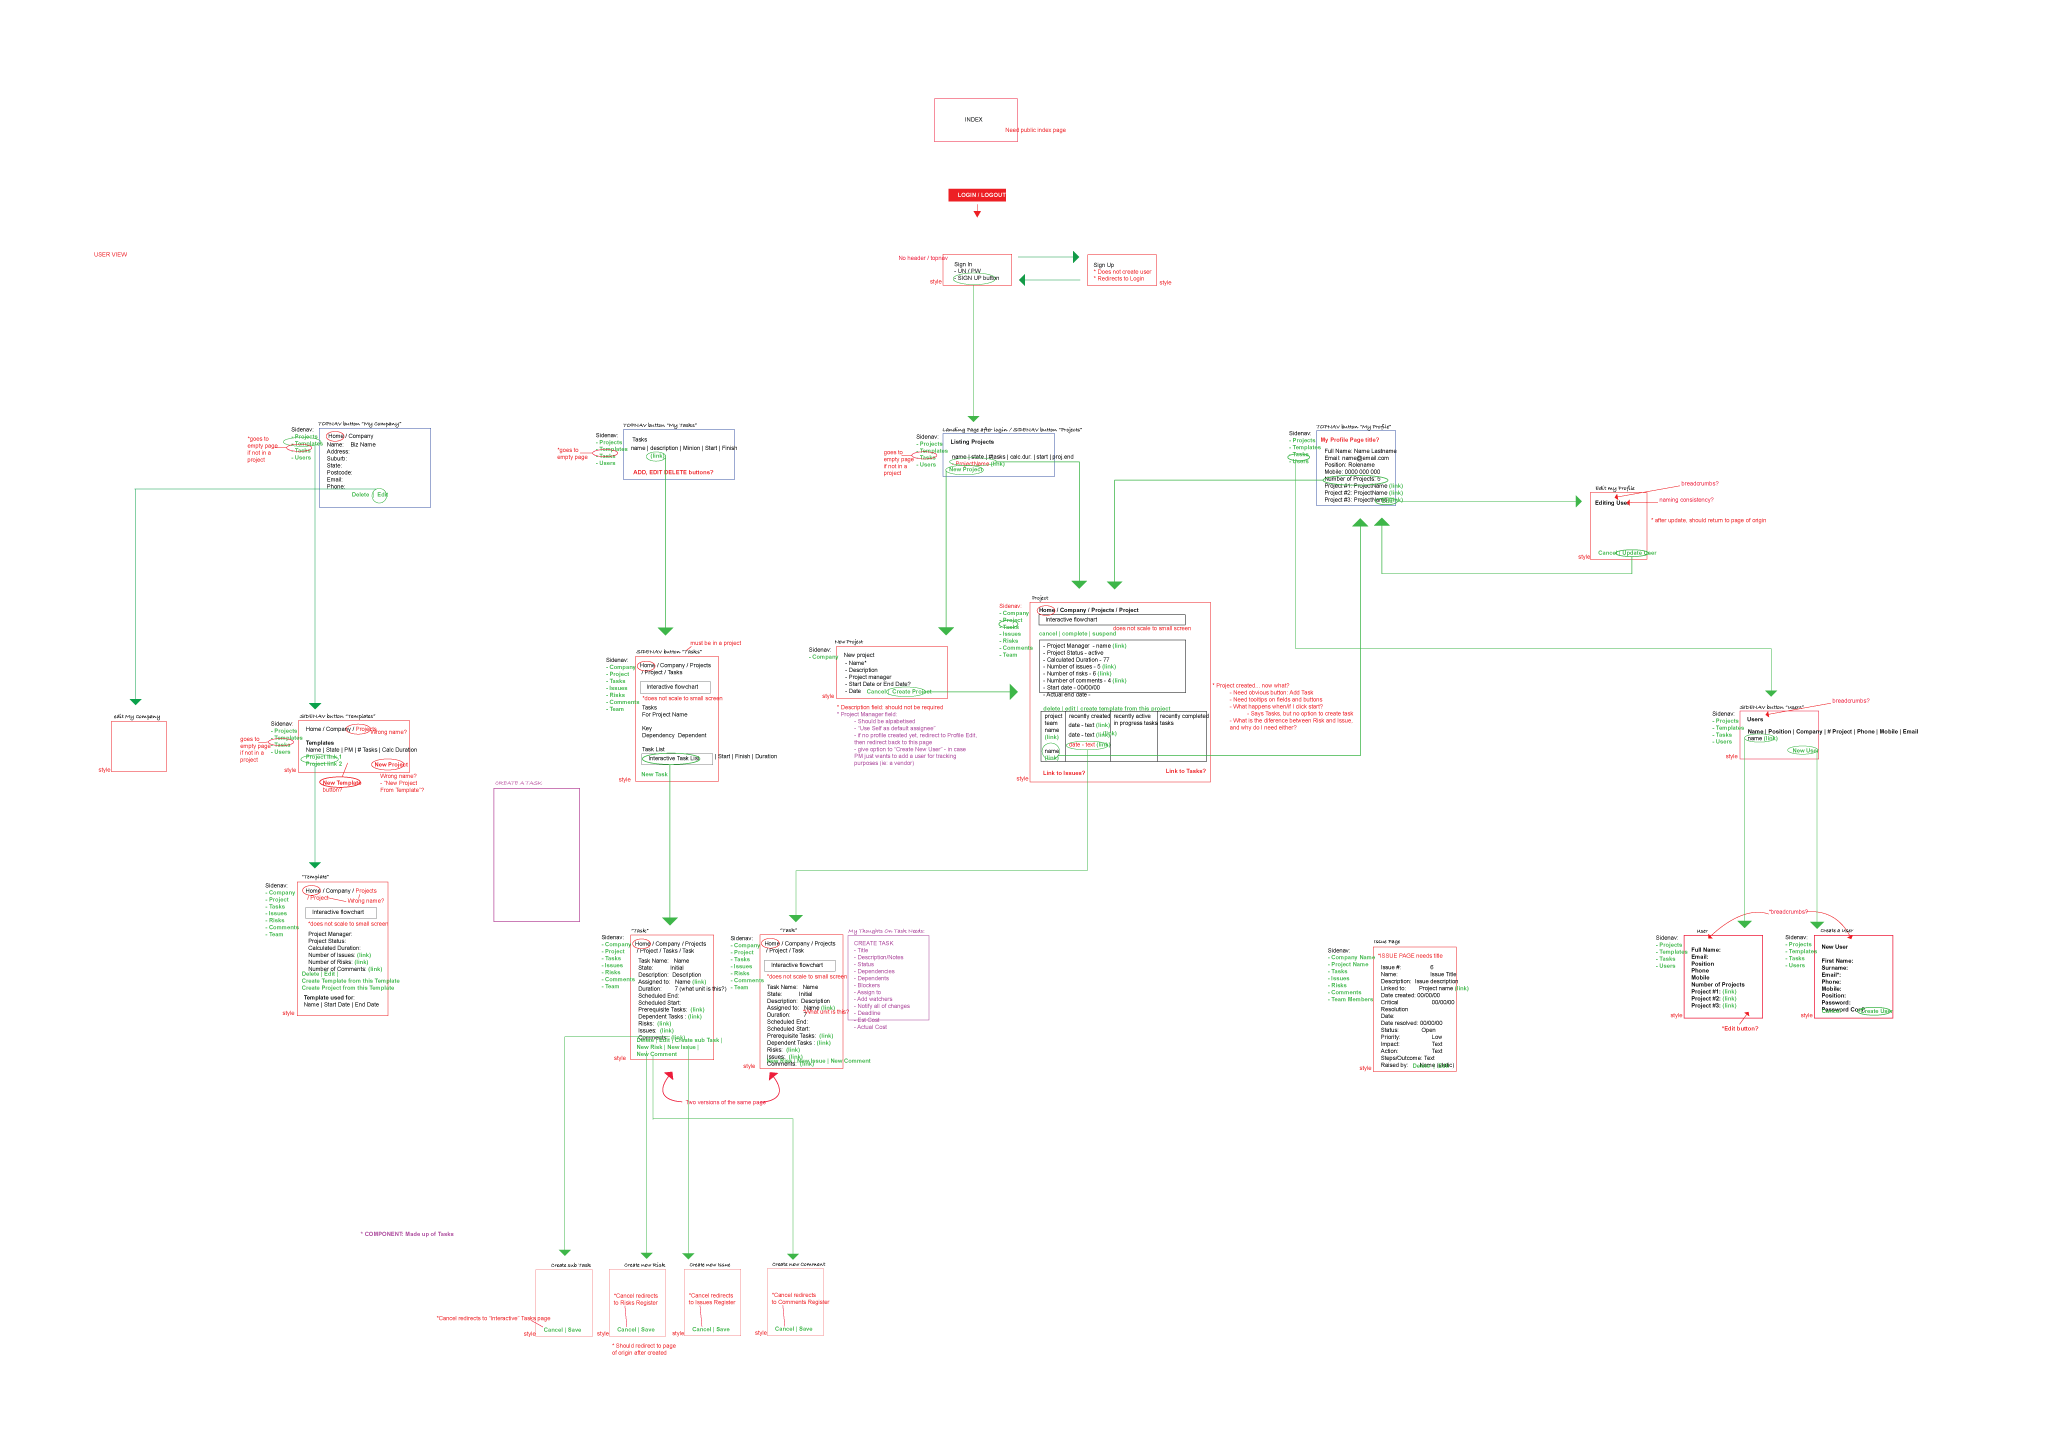 INDEX
Need public index page
LOGIN / LOGOUT
USER VIEW
No header / topnav
Sign In
- UN / PW
- SIGN UP button
style
Sign Up
* Does not create user
* Redirects to Login
style
TOPNAV button "My Company"
Sidenav:
- Projects
- Templates
- Tasks
- Users
*goes to
empty page
if not in a
project
Home / Company
Name: Biz Name
Address:
Suburb:
State:
Postcode:
Email:
Phone:
Delete | Edit
TOPNAV button "My Tasks"
Sidenav:
- Projects
- Templates
- Tasks
- Users
*goes to
empty page
Tasks
name | description | Minion | Start | Finish
(link)
ADD, EDIT DELETE buttons?
Landing Page after login / SIDENAV button "Projects"
Sidenav:
- Projects
- Templates
- Tasks
- Users
goes to
empty page
if not in a
project
Listing Projects
name | state | #tasks | calc dur. | start | proj.end
ProjectName (link)
New Project
TOPNAV button "My Profile"
Sidenav:
- Projects
- Templates
- Tasks
- Users
My Profile Page title?
Full Name: Name Lastname
Email: name@email.com
Position: Rolename
Mobile: 0000 000 000
Number of Projects: 6
Project #1: ProjectName (link)
Project #2: ProjectName (link)
Project #3: ProjectName (link)
Edit my Profile
breadcrumbs?
Editing User
naming consistency?
* after update, should return to page of origin
Cancel | Update User
style
edit My Company
style
SIDENAV button "Templates"
Sidenav:
- Projects
- Templates
- Tasks
- Users
goes to
empty page
if not in a
project
Home / Company / Projects
Wrong name?
Templates
Name | State | PM | # Tasks | Calc Duration
Project link 1
Project link 2
New Project
style
New Template
button?
Wrong name?
- "New Project
From Template"?
must be in a project
SIDENAV button "Tasks"
Sidenav:
- Company
- Project
- Tasks
- Issues
- Risks
- Comments
- Team
Home / Company / Projects
/ Project / Tasks
Interactive flowchart
*does not scale to small screen
Tasks
For Project Name
Key
Dependency Dependent
Task List
Interactive Task List
| Start | Finish | Duration
New Task
style
New Project
Sidenav:
- Company
New project
- Name*
- Description
- Project manager
- Start Date or End Date?
- Date
Cancel | Create Project
style
* Description field: should not be required
* Project Manager field:
- Should be alphabetised
- "Use Self as default assignee"
- if no profile created yet, redirect to Profile Edit,
then redirect back to this page
- give option to "Create New User" - in case
PM just wants to add a user for tracking
purposes (ie: a vendor)
Project
Sidenav
- Company
- Project
- Tasks
- Issues
- Risks
- Comments
- Team
Home / Company / Projects / Project
Interactive flowchart
does not scale to small screen
cancel | complete | suspend
- Project Manager - name (link)
- Project Status - active
- Calculated Duration - 77
- Number of issues - 5 (link)
- Number of risks - 6 (link)
- Number of comments - 4 (link)
- Start date - 00/00/00
- Actual end date -
delete | edit | create template from this project
project
team
name
(link)
name
(link)
recently created
date - text (link)
date - text (link)
date - text (link)
recently active
in progress tasks
recently completed
tasks
Link to Issues?
Link to Tasks?
style
* Project created... now what?
- Need obvious button: Add Task
- Need tooltips on fields and buttons
- What happens when/if I click start?
- Says Tasks, but no option to create task
- What is the diference between Risk and Issue,
and why do I need either?
SIDENAV button "Users"
breadcrumbs?
Sidenav:
- Projects
- Templates
- Tasks
- Users
Users
Name | Position | Company | # Project | Phone | Mobile | Email
name (link)
New User
style
CREATE A TASK
"Template"
Sidenav:
- Company
- Project
- Tasks
- Issues
- Risks
- Comments
- Team
Home / Company / Projects
/ Project
Wrong name?
Interactive flowchart
*does not scale to small screen
Project Manager:
Project Status:
Calculated Duration:
Number of Issues: (link)
Number of Risks: (link)
Number of Comments: (link)
Delete | Edit |
Create Template from this Template
Create Project from this Template
Template used for:
Name | Start Date | End Date
style
"Task"
Sidenav:
- Company
- Project
- Tasks
- Issues
- Risks
- Comments
- Team
Home / Company / Projects
/ Project / Tasks / Task
Task Name: Name
State: Initial
Description: Description
Assigned to: Name (link)
Duration: 7 (what unit is this?)
Scheduled End:
Scheduled Start:
Prerequisite Tasks: (link)
Dependent Tasks : (link)
Risks: (link)
Issues: (link)
Comments: (link)
Delete | Edit | Create sub Task |
New Risk | New Issue |
New Comment
style
"Task"
Sidenav:
- Company
- Project
- Tasks
- Issues
- Risks
- Comments
- Team
Home / Company / Projects
/ Project / Task
Interactive flowchart
*does not scale to small screen
Task Name: Name
State: Initial
Description: Description
Assigned to: Name (link)
Duration: 7
what unit is this?
Scheduled End:
Scheduled Start:
Prerequisite Tasks: (link)
Dependent Tasks : (link)
Risks: (link)
Issues: (link)
Comments: (link)
| New Issue | New Comment
style
Two versions of the same page
My Thoughts On Task Needs:
CREATE TASK:
- Title
- Description/Notes
- Status
- Dependencies
- Dependents
- Blockers
- Assign to
- Add watchers
- Notify all of changes
- Deadline
- Est Cost
- Actual Cost
Issue Page
Sidenav:
- Company Name
- Project Name
- Tasks
- Issues
- Risks
- Comments
- Team Members
*ISSUE PAGE needs title
Issue #: 6
Name: Issue Title
Description: Issue description
Linked to: Project name (link)
Date created: 00/00/00
Critical 00/00/00
Resolution
Date:
Date resolved: 00/00/00
Status: Open
Priority: Low
Impact: Text
Action: Text
Steps/Outcome: Text
Raised by: Name (static)
style
*breadcrumbs?
User
Sidenav:
- Projects
- Templates
- Tasks
- Users
Full Name:
Email:
Position
Phone
Mobile
Number of Projects
Project #1: (link)
Project #2: (link)
Project #3: (link)
style
*Edit button?
Create a User
Sidenav:
- Projects
- Templates
- Tasks
- Users
New User
First Name:
Surname:
Email*:
Phone:
Mobile:
Position:
Password:
Password Conf:
Create User
style
* COMPONENT: Made up of Tasks
Create sub Task
*Cancel redirects to "Interactive" Tasks page
Cancel | Save
style
Create new Risk
*Cancel redirects
to Risks Register
Cancel | Save
style
* Should redirect to page
of origin after created
Create new Issue
*Cancel redirects
to Issues Register
Cancel | Save
style
Create new Comment
*Cancel redirects
to Comments Register
Cancel | Save
style